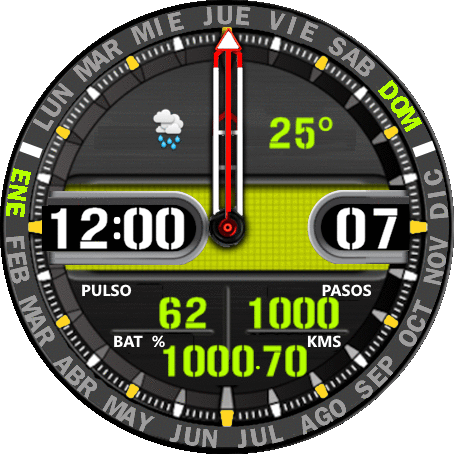 LUN MAR MIE JUE VIE SAB DOM
25°
ENE FEB MAR ABR MAY JUN JUL AGO SEP OCT NOV DIC
12:00 07
PULSO PASOS
62 1000
BAT % KMS
1000.70